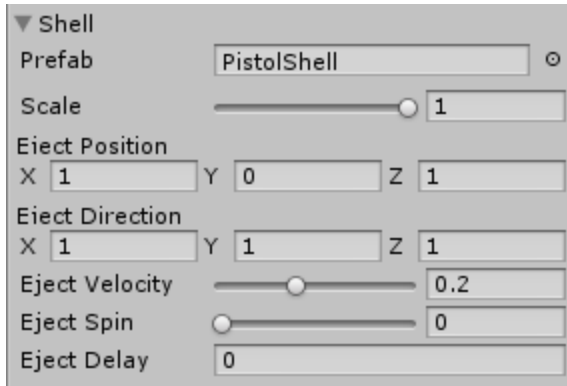 Shell
Prefab PistolShell
Scale 1
Eject Position
X 1 Y 0 Z 1
Eject Direction
X 1 Y 1 Z 1
Eject Velocity 0.2
Eject Spin 0
Eject Delay 0